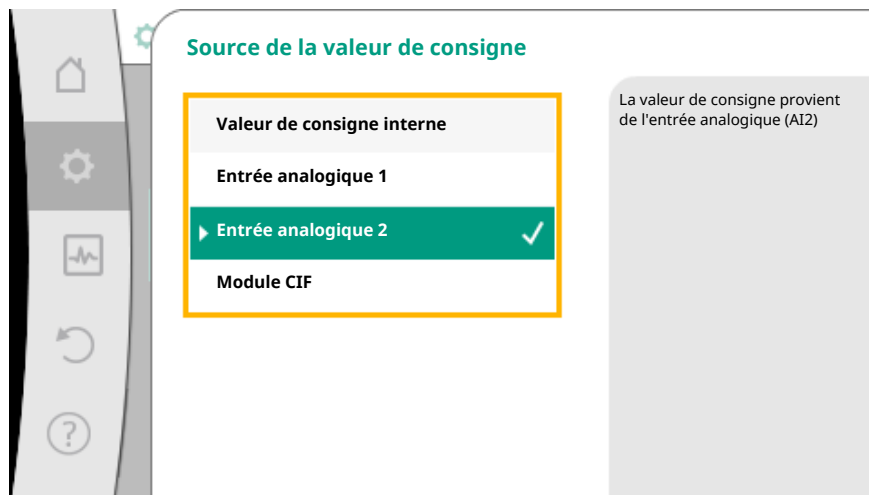 Source de la valeur de consigne
Valeur de consigne interne
Entrée analogique 1
Entrée analogique 2
Module CIF
La valeur de consigne provient
de l'entrée analogique (AI2)
?